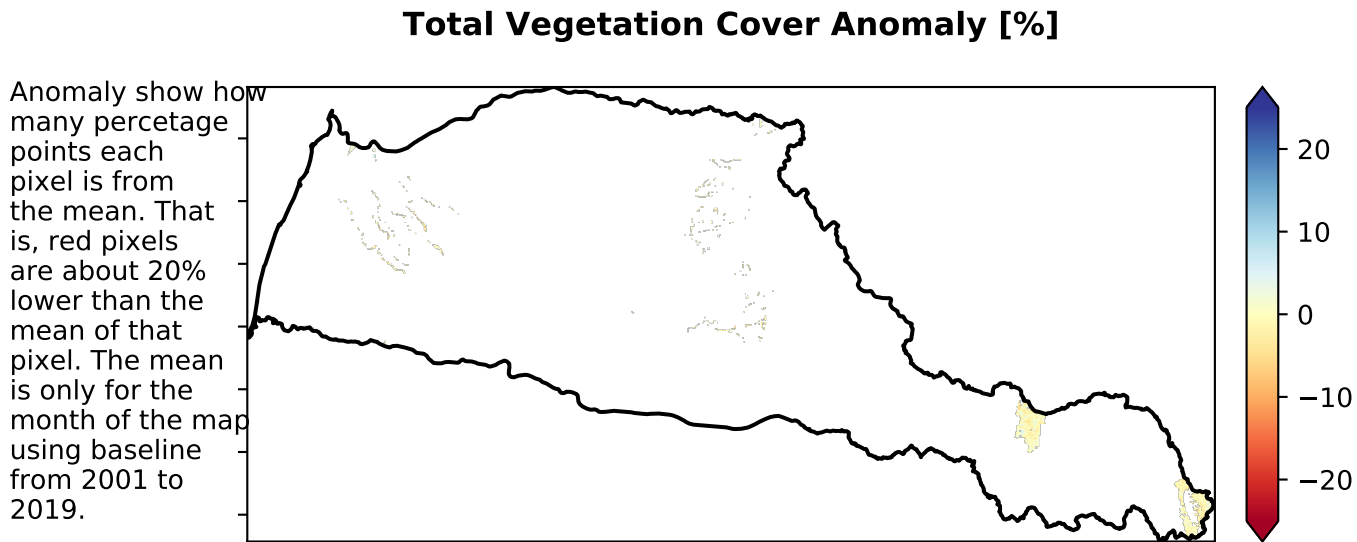 Total Vegetation Cover Anomaly [%]
Anomaly show how
many percetage
points each
pixel is from
the mean. That
is, red pixels
are about 20%
lower than the
mean of that
pixel. The mean
is only for the
month of the map
using baseline
from 2001 to
2019.
20
10
0
−10
−20